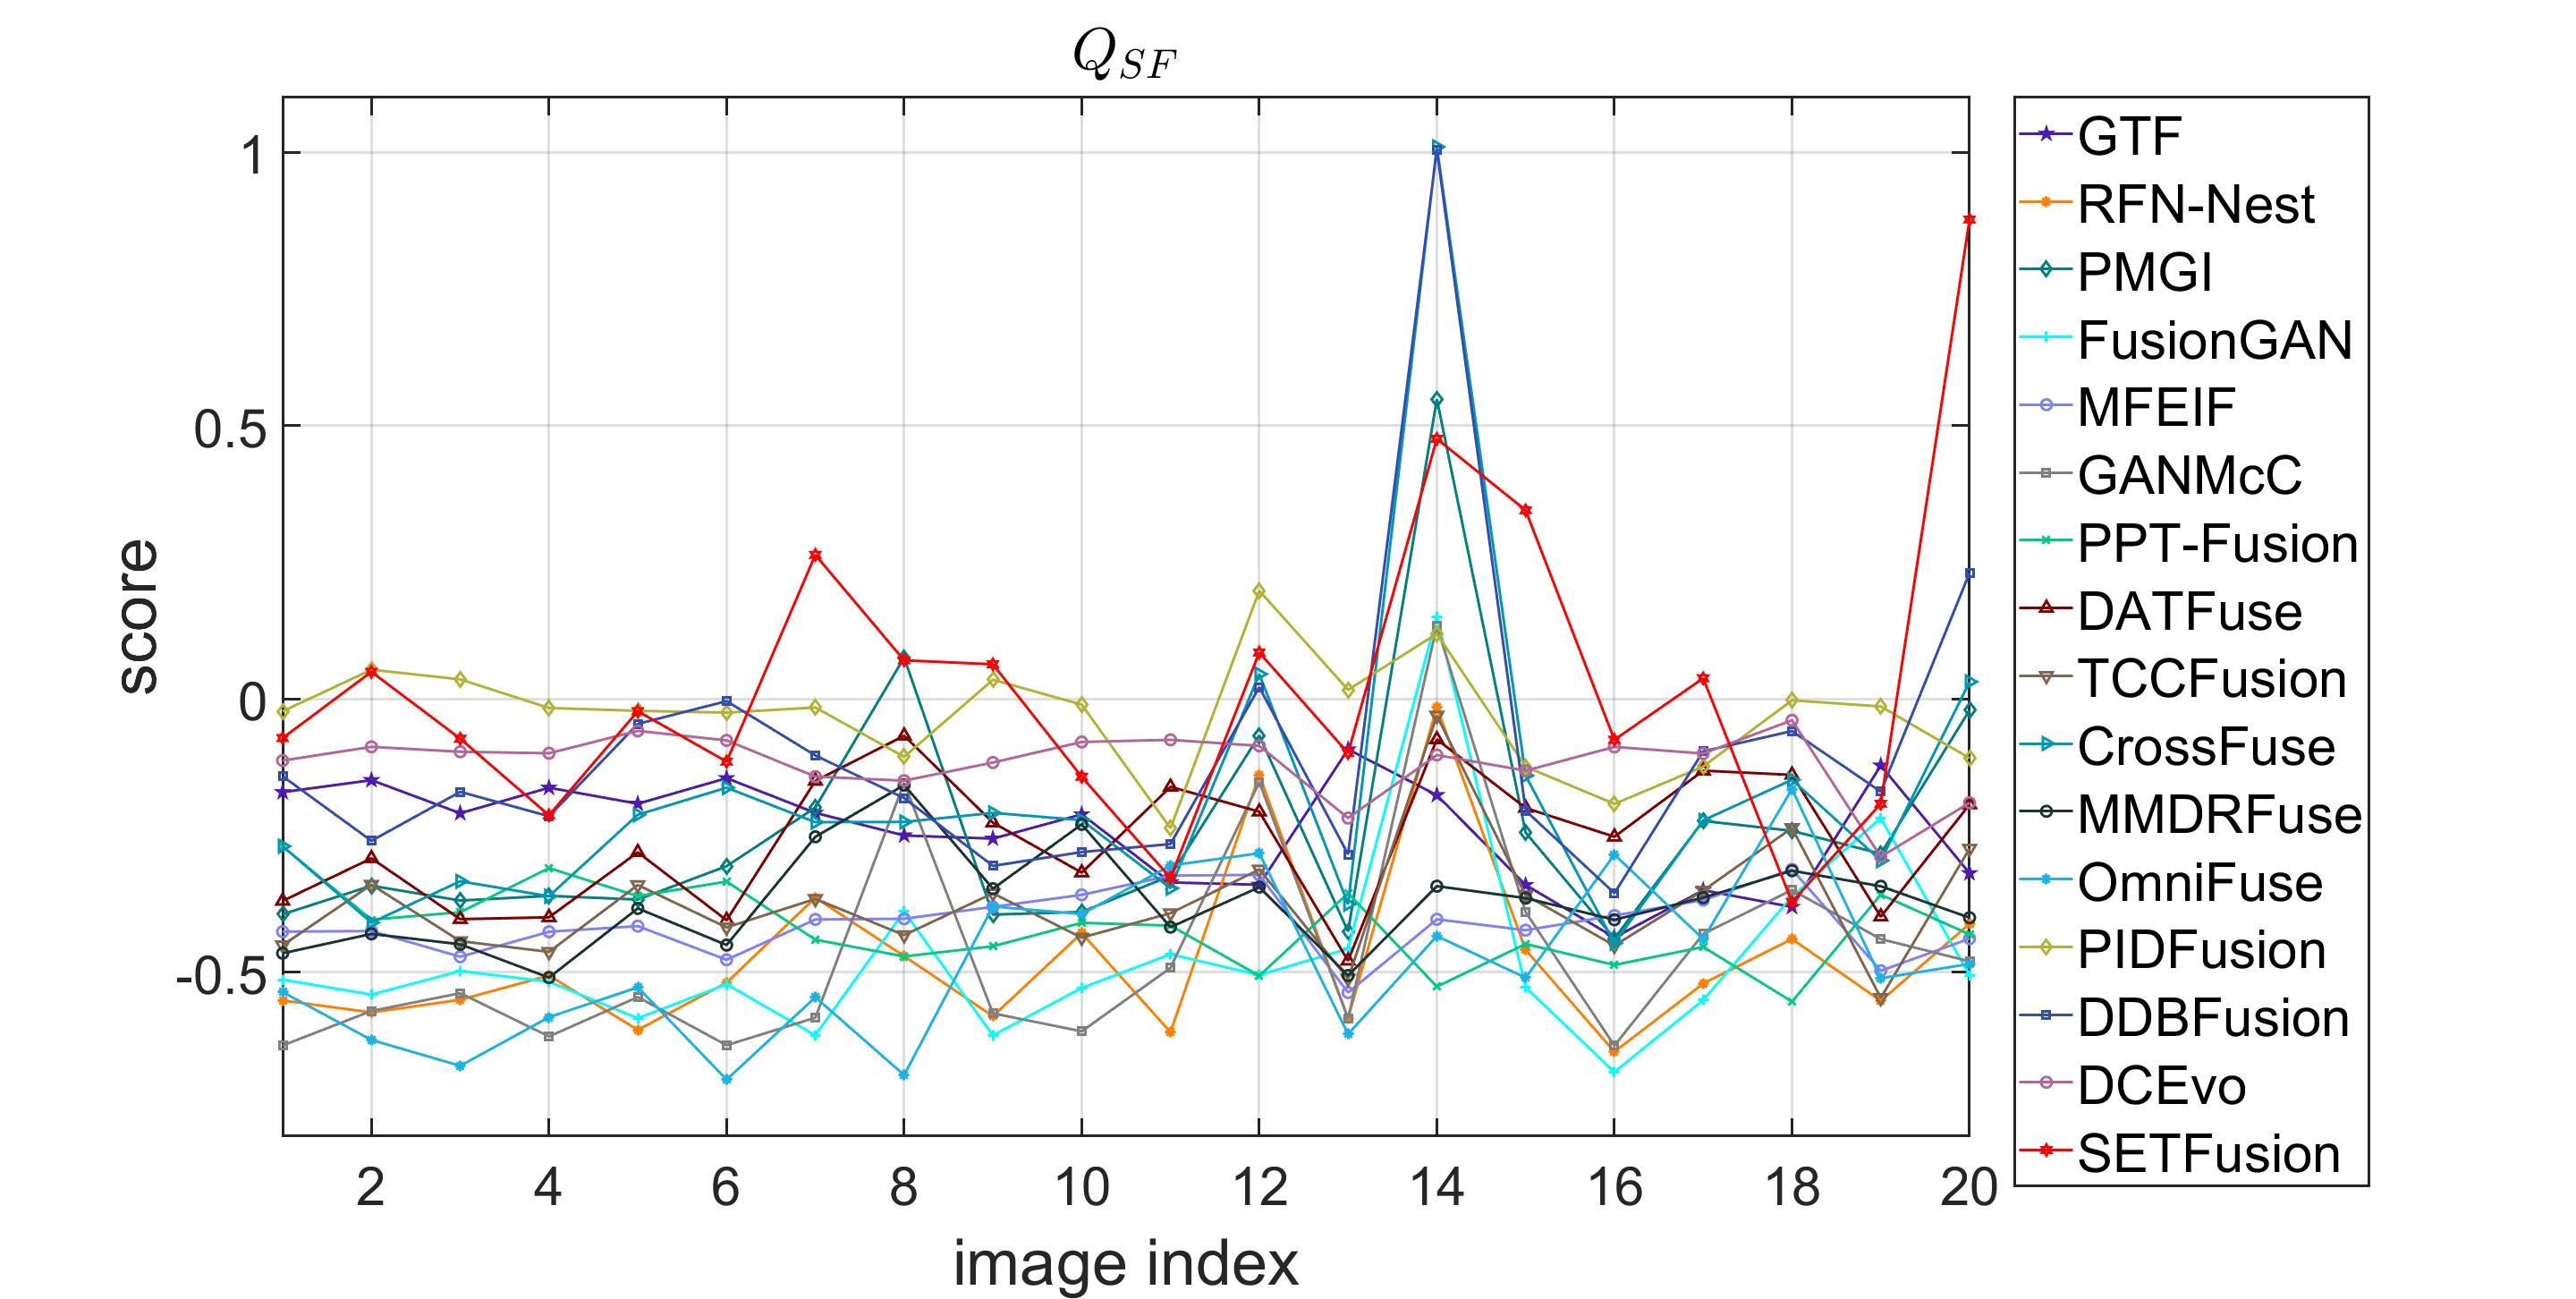 Q_SF
1
0.5
0
-0.5
score
2 4 6 8 10 12 14 16 18 20
image index
GTF
RFN-Nest
PMGI
FusionGAN
MFEIF
GANMcC
PPT-Fusion
DATFuse
TCCFusion
CrossFuse
MMDRFuse
OmniFuse
PIDFusion
DDBFusion
DCEvo
SETFusion